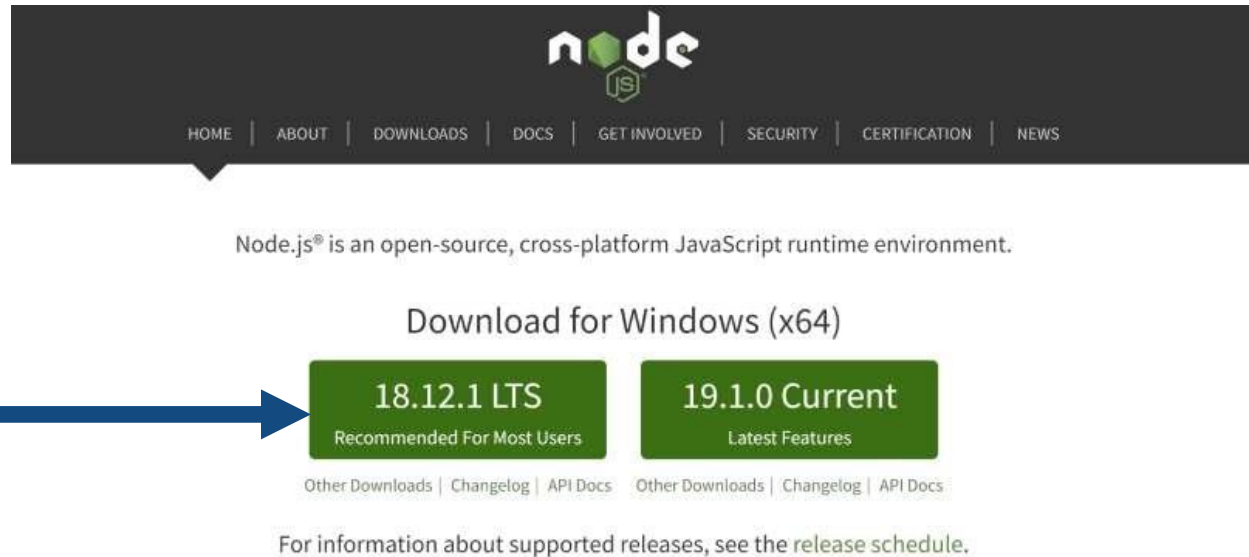 node
JS
HOME | ABOUT | DOWNLOADS | DOCS | GET INVOLVED | SECURITY | CERTIFICATION | NEWS
Node.js® is an open-source, cross-platform JavaScript runtime environment.
Download for Windows (x64)
18.12.1 LTS
Recommended For Most Users
19.1.0 Current
Latest Features
Other Downloads | Changelog | API Docs
Other Downloads | Changelog | API Docs
For information about supported releases, see the release schedule.